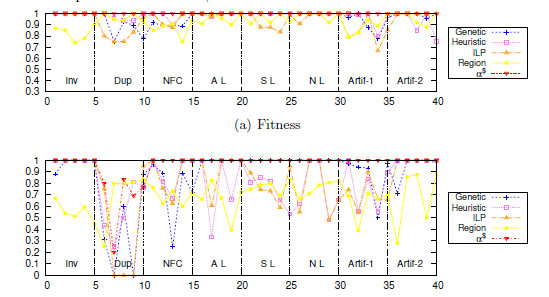 1
0.9
0.8
0.7
0.6
0.5
0.4
0.3
Inv Dup NFC A L S L N L Artif-1 Artif-2
0 5 10 15 20 25 30 35 40
Genetic
Heuristic
ILP
Region
α$
(a) Fitness
1
0.9
0.8
0.7
0.6
0.5
0.4
0.3
0.2
0.1
0
Inv Dup NFC A L S L N L Artif-1 Artif-2
0 5 10 15 20 25 30 35 40
Genetic
Heuristic
ILP
Region
α$